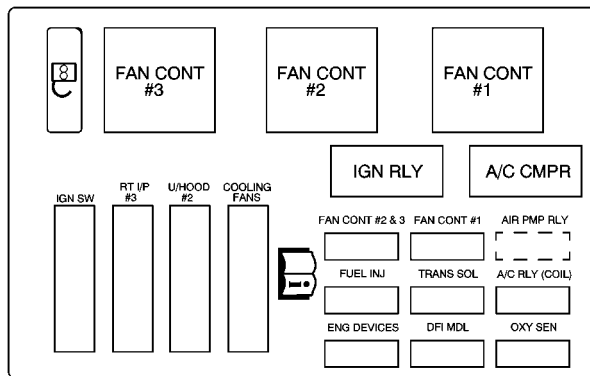 FAN CONT
#3
FAN CONT
#2
FAN CONT
#1
IGN RLY
A/C CMPR
IGN SW
RT I/P
#3
U/HOOD
#2
COOLING
FANS
FAN CONT #2 & 3
FAN CONT #1
AIR PMP RLY
FUEL INJ
TRANS SOL
A/C RLY (COIL)
ENG DEVICES
DFI MDL
OXY SEN